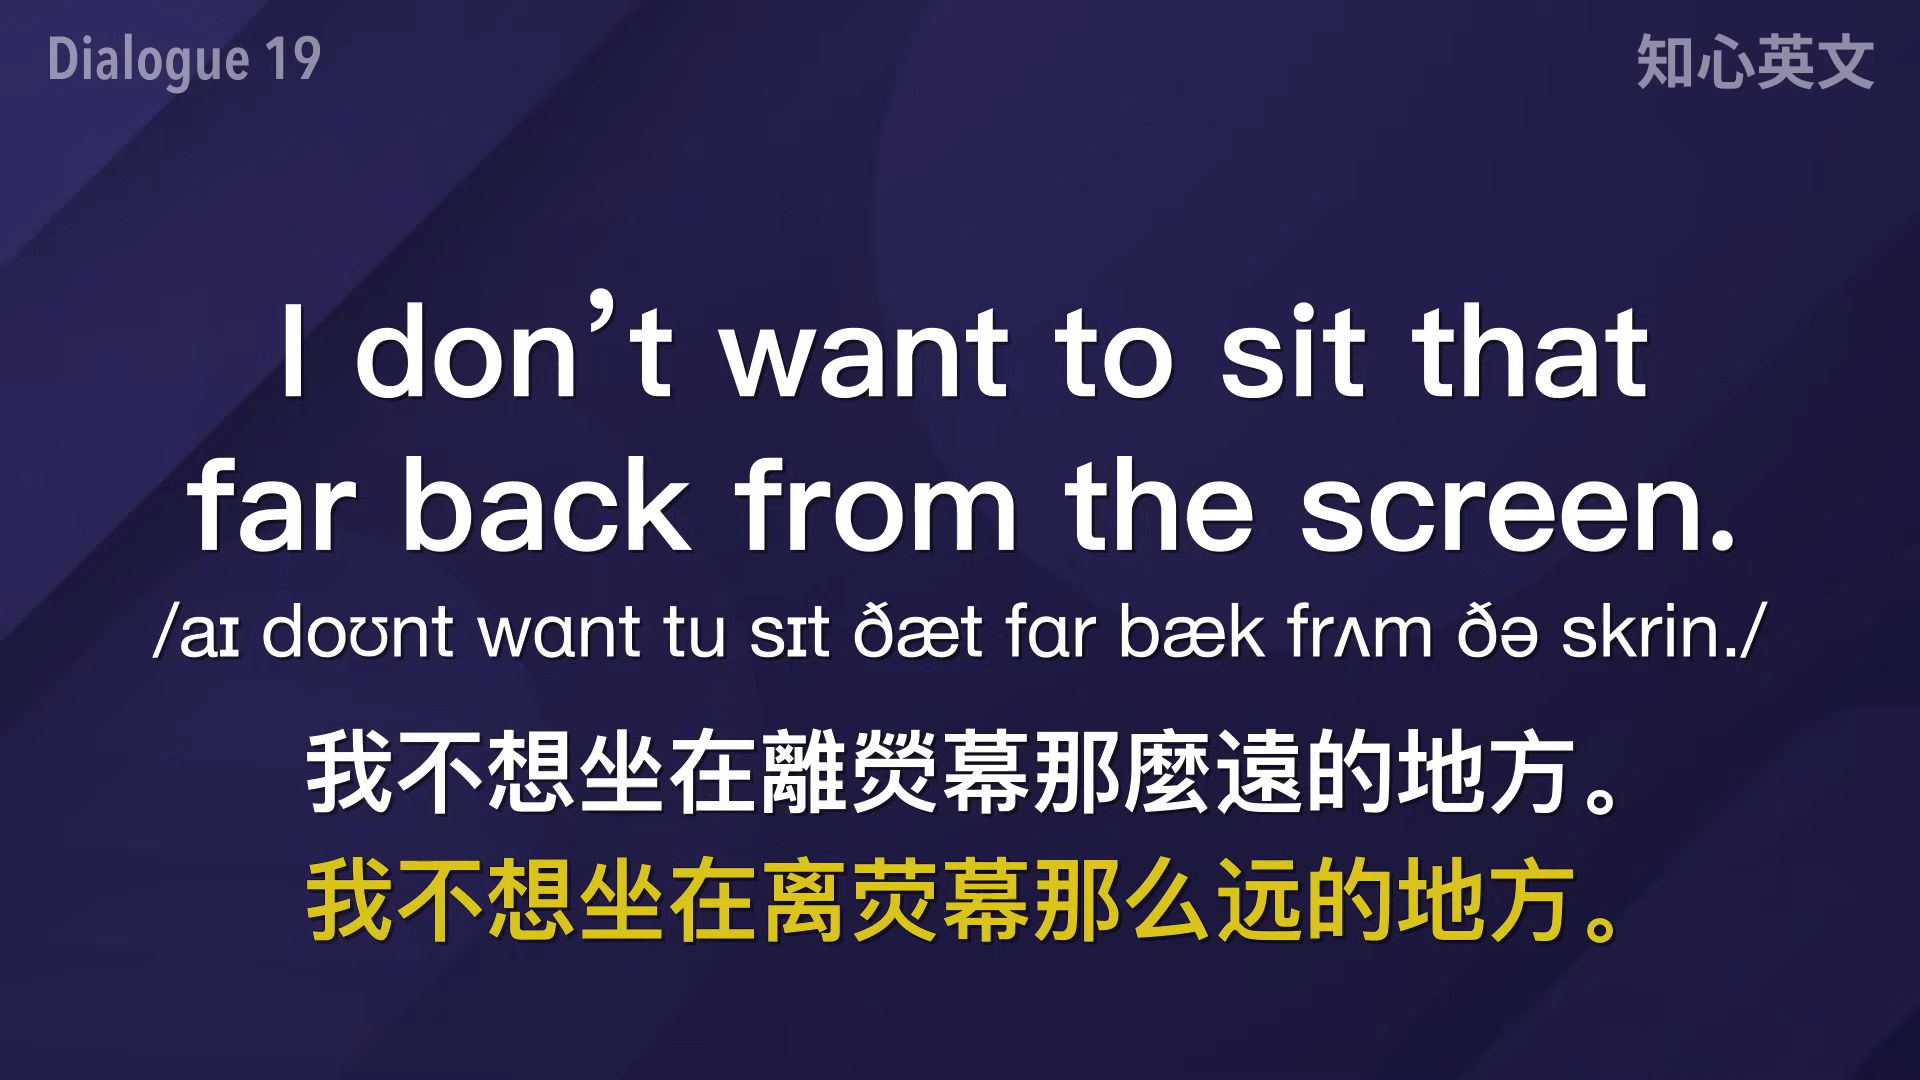 Dialogue 19
知心英文
I don’t want to sit that
far back from the screen.
/aɪ doʊnt wɑnt tu sɪt ðæt fɑr bæk frʌm ðə skrin./
我不想坐在離熒幕那麼遠的地方。
我不想坐在离荧幕那么远的地方。